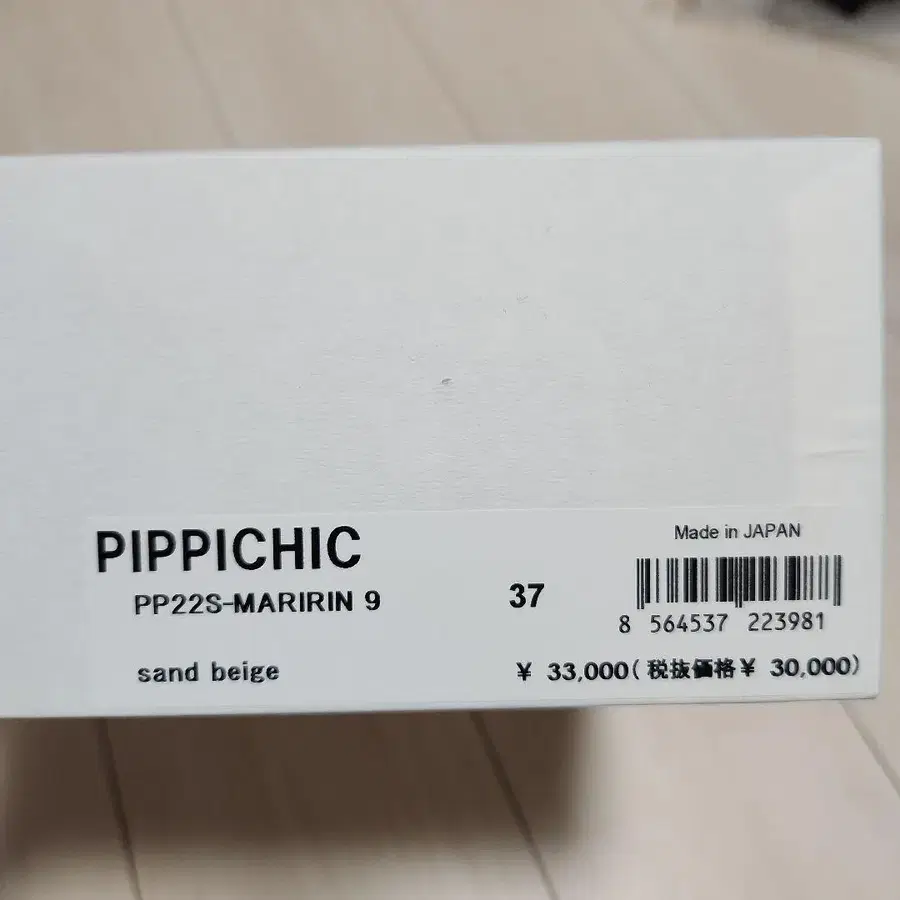 PIPPICHIC
Made in JAPAN
PP22S-MARIRIN 9
37
8 564537 223981
sand beige
¥ 33,000(税抜価格¥ 30,000)